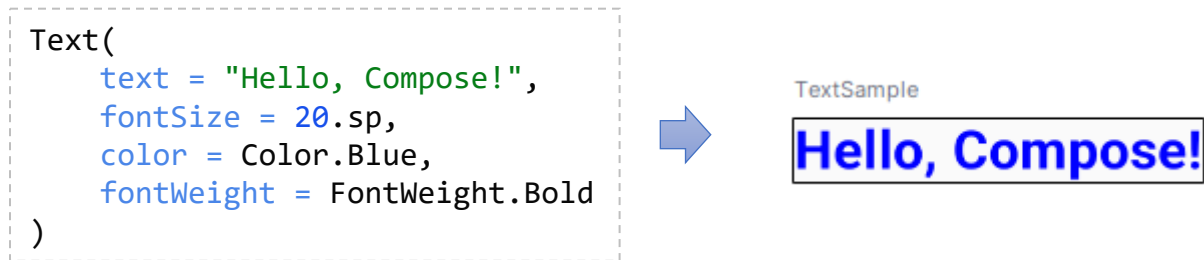 Text(
    text = "Hello, Compose!",
    fontSize = 20.sp,
    color = Color.Blue,
    fontWeight = FontWeight.Bold
)
TextSample
Hello, Compose!